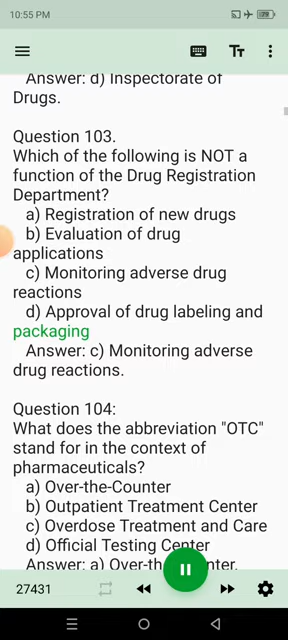 10:55 PM
Answer: d) Inspectorate of
Drugs.
Question 103.
Which of the following is NOT a
function of the Drug Registration
Department?
a) Registration of new drugs
b) Evaluation of drug
applications
c) Monitoring adverse drug
reactions
d) Approval of drug labeling and
packaging
Answer: c) Monitoring adverse
drug reactions.
Question 104:
What does the abbreviation "OTC"
stand for in the context of
pharmaceuticals?
a) Over-the-Counter
b) Outpatient Treatment Center
c) Overdose Treatment and Care
d) Official Testing Center
Answer: a)
27431